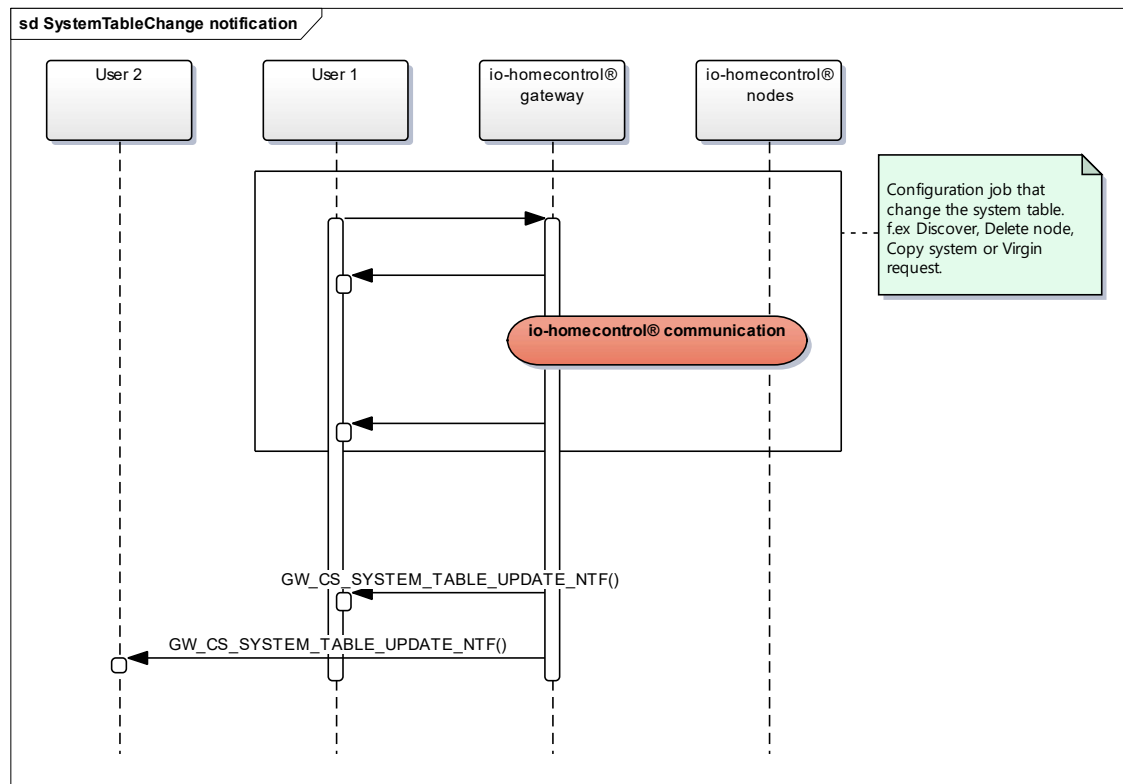 sd SystemTableChange notification
User 2
User 1
io-homecontrol®
gateway
io-homecontrol®
nodes
Configuration job that
change the system table.
f.ex Discover, Delete node,
Copy system or Virgin
request.
io-homecontrol® communication
GW_CS_SYSTEM_TABLE_UPDATE_NTF()
GW_CS_SYSTEM_TABLE_UPDATE_NTF()